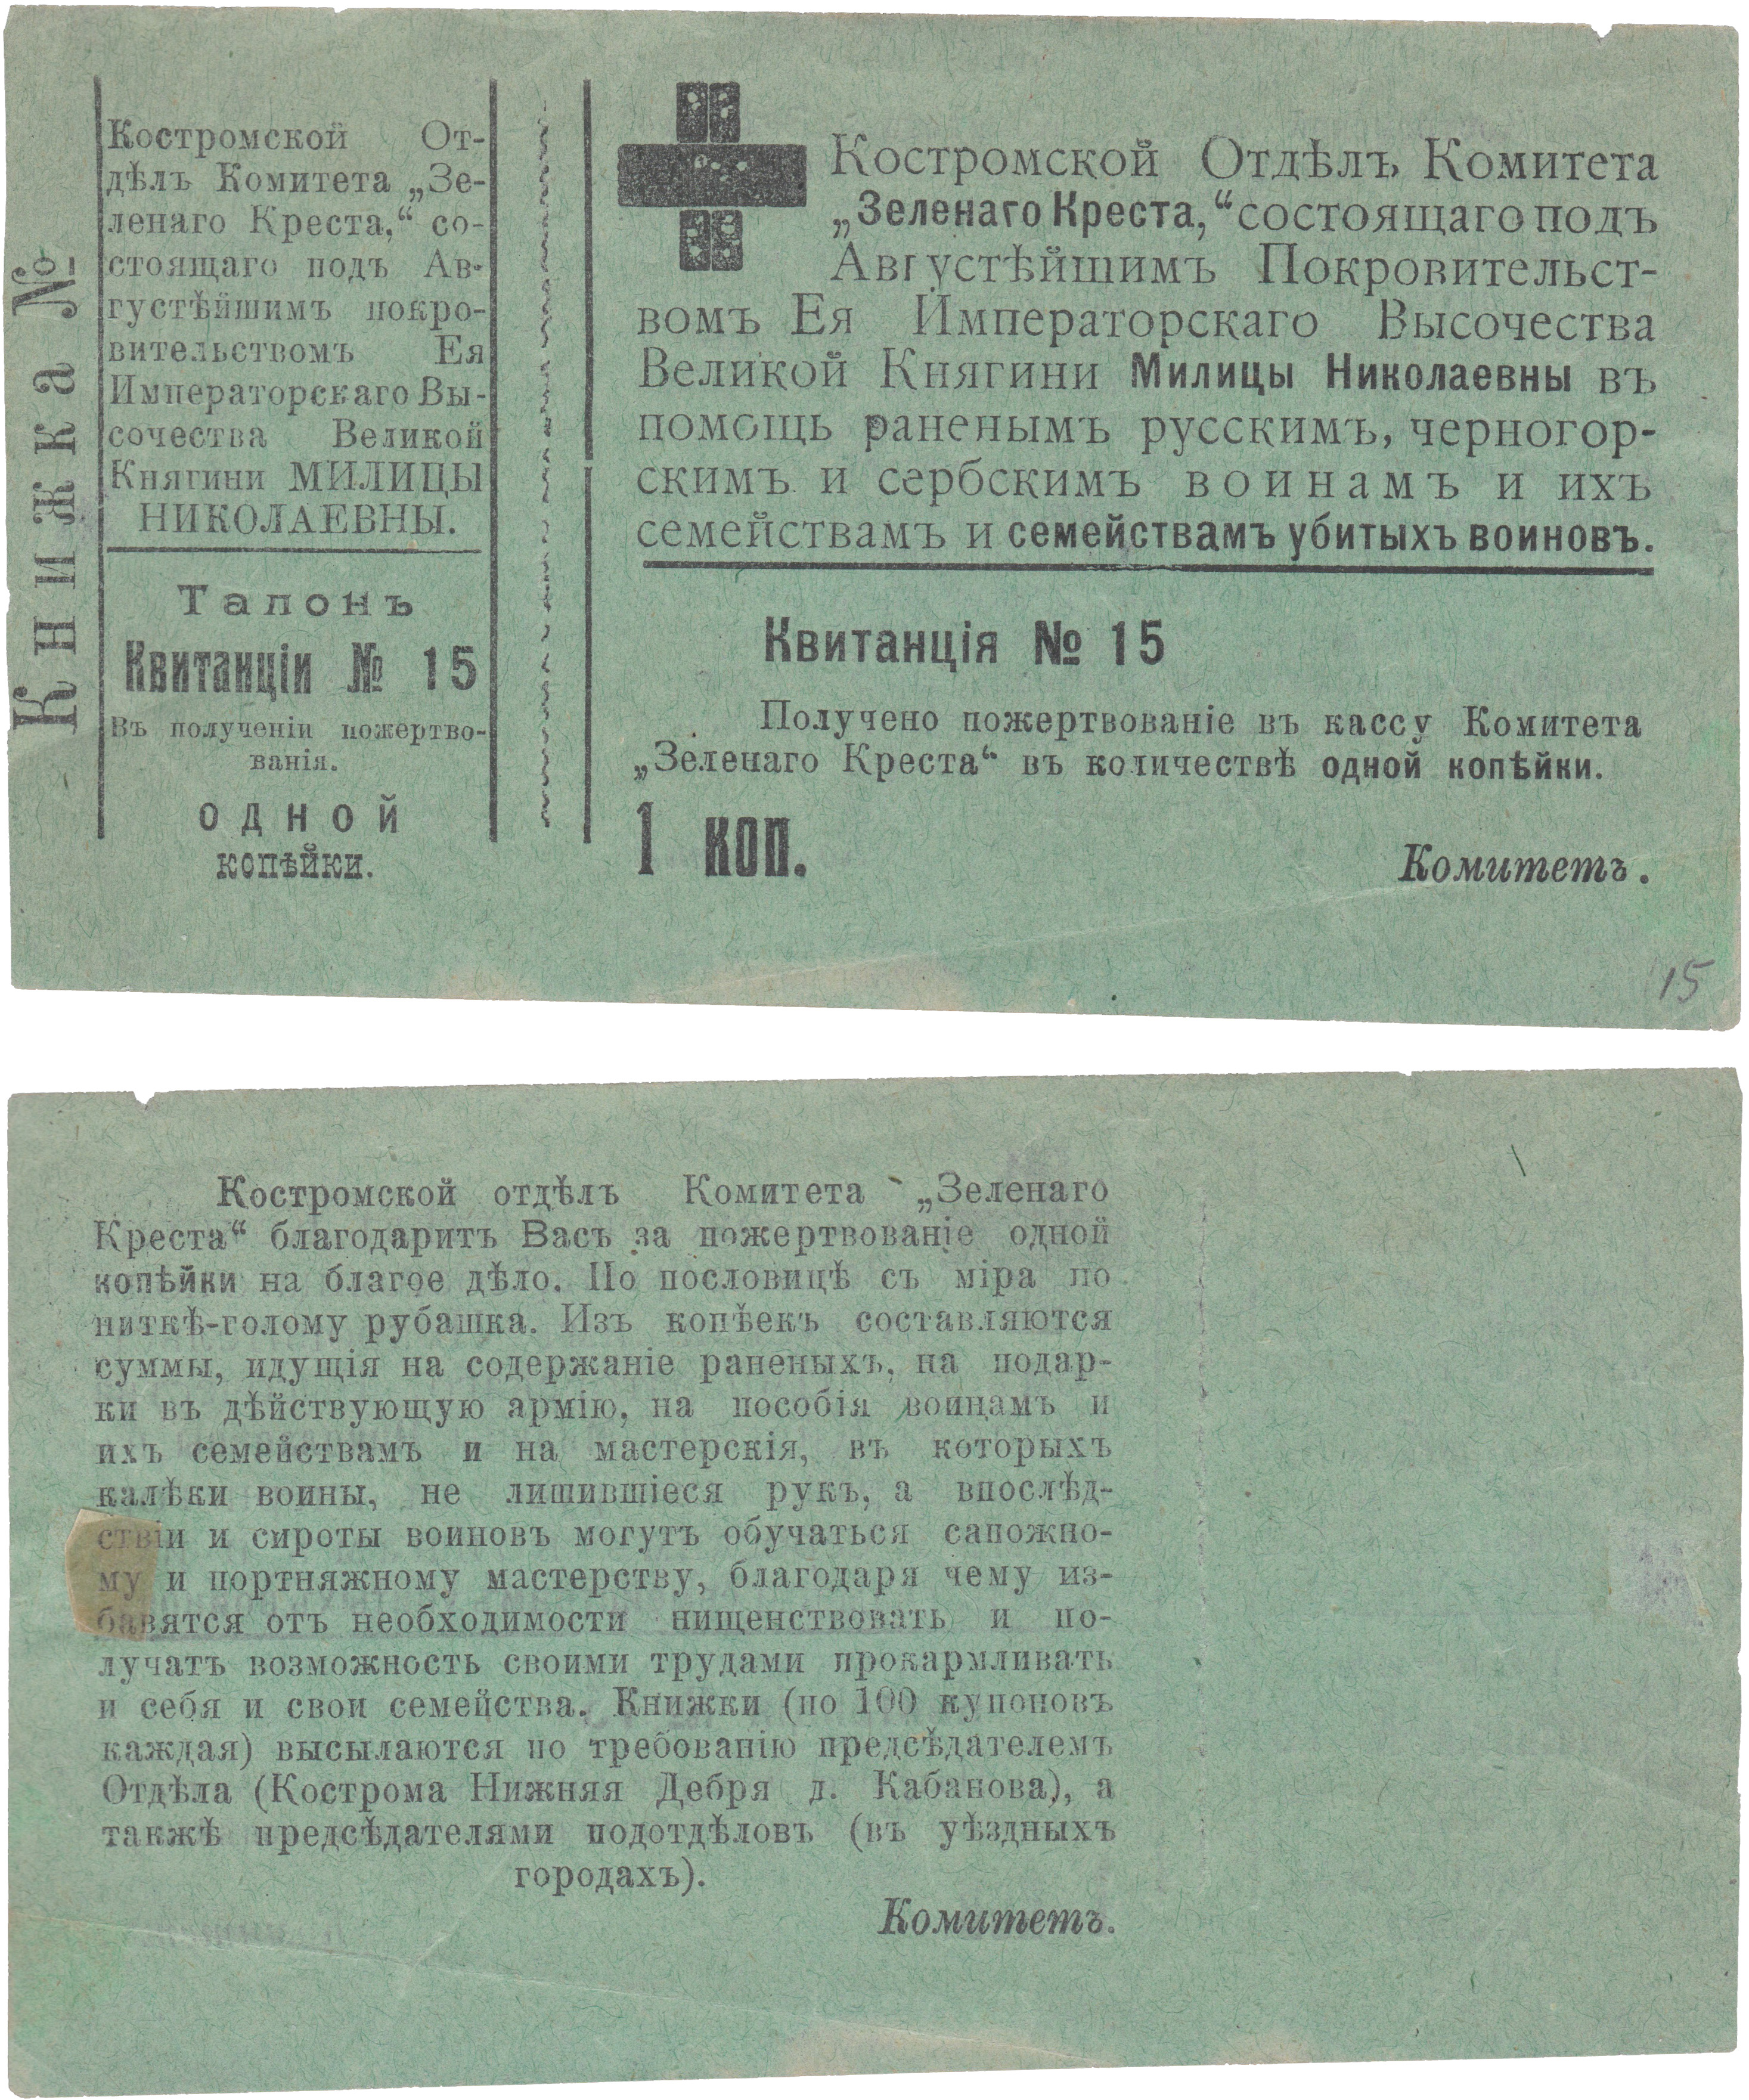 Книжка №
Костромской От-
дѣлъ Комитета „Зе-
ленаго Креста,“ со-
стоящаго подъ Ав-
густѣйшимъ покро-
вительствомъ Ея
Императорскаго Вы-
сочества Великой
Княгини МИЛИЦЫ
НИКОЛАЕВНЫ.
Талонъ
Квитанціи № 15
Въ полученіи пожертво-
ванія.
одной
копѣйки.
Костромской Отдѣлъ Комитета
„Зеленаго Креста,“ состоящаго подъ
Августѣйшимъ Покровительст-
вомъ Ея Императорскаго Высочества
Великой Княгини Милицы Николаевны въ
помощь раненымъ русскимъ, черногор-
скимъ и сербскимъ воинамъ и ихъ
семействамъ и семействамъ убитыхъ воиновъ.
Квитанція № 15
Получено пожертвованіе въ кассу Комитета
„Зеленаго Креста“ въ количествѣ одной копѣйки.
1 коп.
Комитетъ.
15
Костромской отдѣлъ Комитета „Зеленаго
Креста“ благодаритъ Васъ за пожертвованіе одной
копѣйки на благое дѣло. По пословицѣ съ міра по
ниткѣ-голому рубашка. Изъ копѣекъ составляются
суммы, идущія на содержаніе раненыхъ, на подар-
ки въ дѣйствующую армію, на пособія воинамъ и
ихъ семействамъ и на мастерскія, въ которыхъ
калѣки воины, не лишившіеся рукъ, а впослѣд-
ствіи и сироты воиновъ могутъ обучаться сапожно-
му и портняжному мастерству, благодаря чему из-
бавятся отъ необходимости нищенствовать и по-
лучатъ возможность своими трудами прокармливать
и себя и свои семейства. Книжки (по 100 купоновъ
каждая) высылаются по требованію предсѣдателемъ
Отдѣла (Кострома Нижняя Дебря д. Кабанова), а
такжѣ предсѣдателями подотдѣловъ (въ уѣздныхъ
городахъ).
Комитетъ.